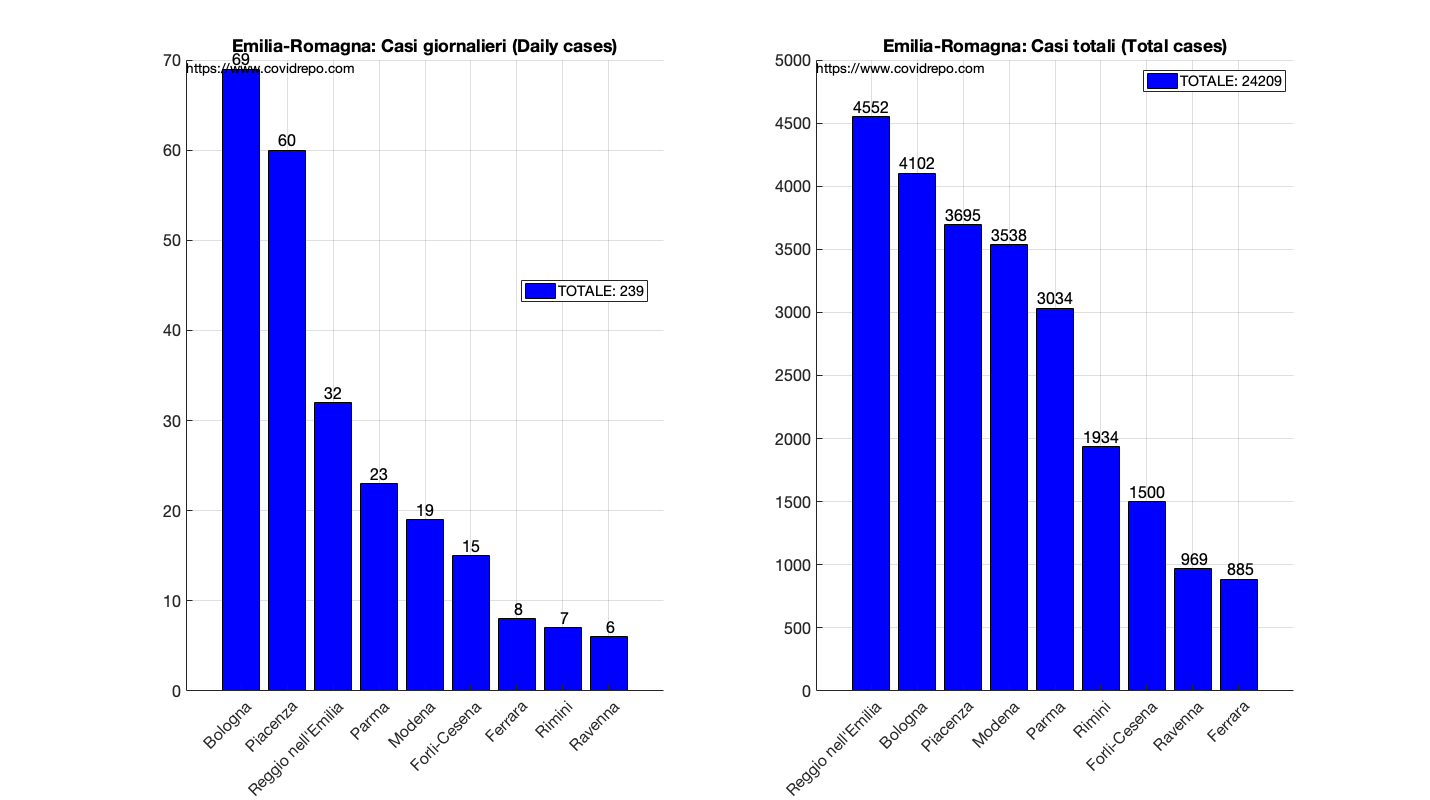 Emilia-Romagna: Casi giornalieri (Daily cases)
https://www.covidrepo.com
70
60
50
40
30
20
10
0
69
60
32
23
19
15
8
7
6
TOTALE: 239
Bologna
Piacenza
Reggio nell'Emilia
Parma
Modena
Forlì-Cesena
Ferrara
Rimini
Ravenna
Emilia-Romagna: Casi totali (Total cases)
https://www.covidrepo.com
5000
4500
4000
3500
3000
2500
2000
1500
1000
500
0
TOTALE: 24209
4552
4102
3695
3538
3034
1934
1500
969
885
Reggio nell'Emilia
Bologna
Piacenza
Modena
Parma
Rimini
Forlì-Cesena
Ravenna
Ferrara